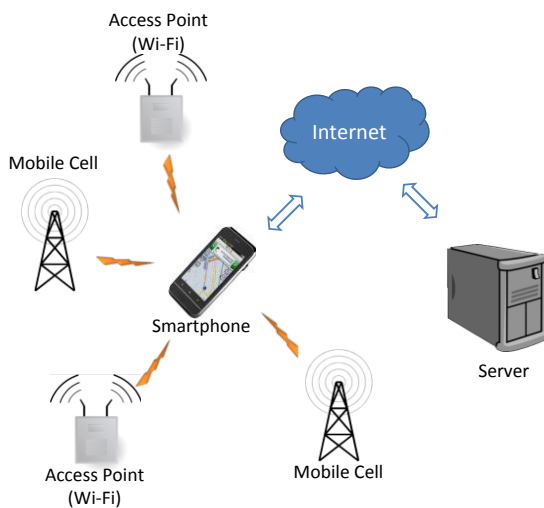 Access Point
(Wi-Fi)
Internet
Mobile Cell
Smartphone
Server
Access Point
(Wi-Fi)
Mobile Cell